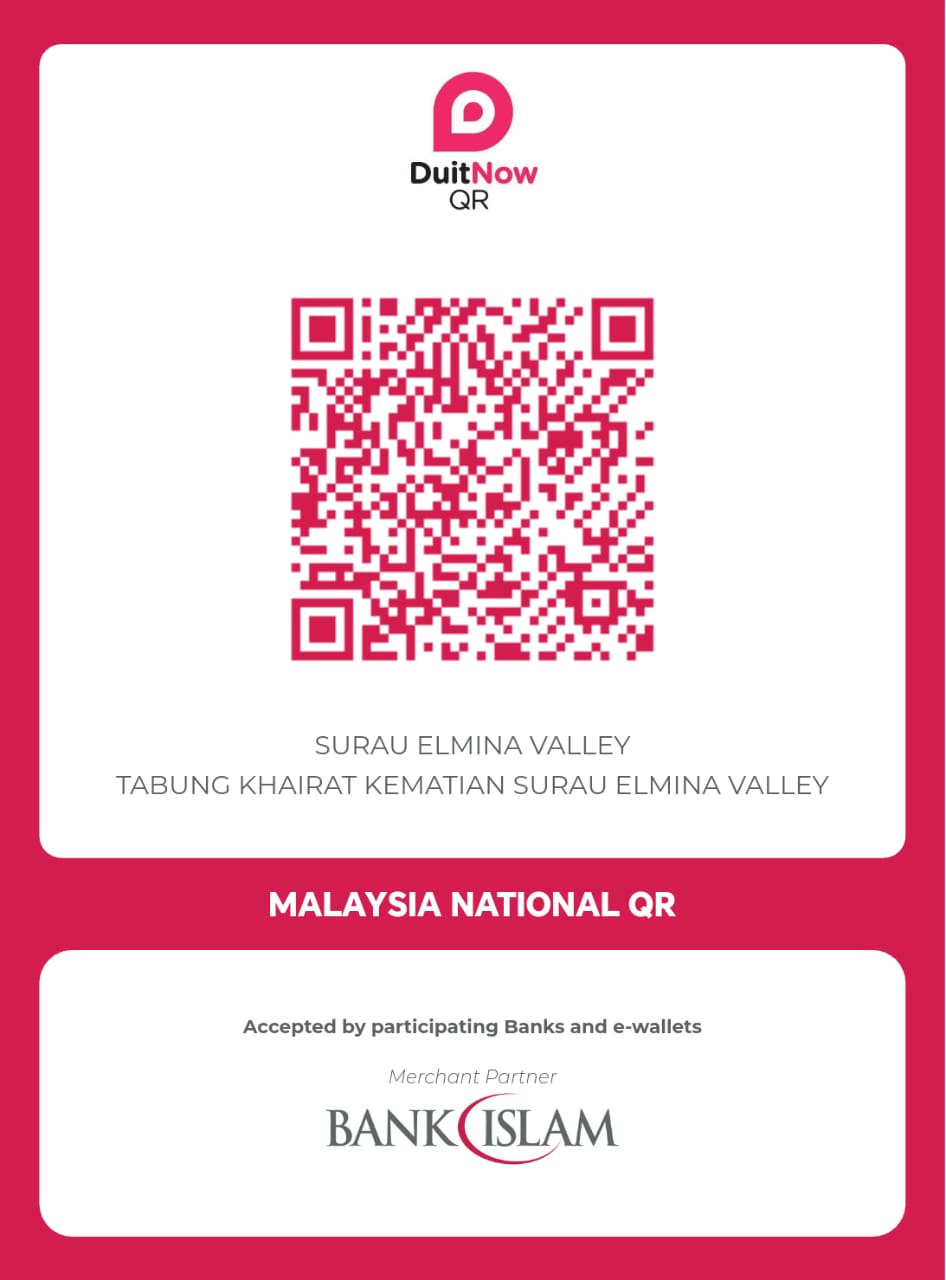 DuitNow
QR
SURAU ELMINA VALLEY
TABUNG KHAIRAT KEMATIAN SURAU ELMINA VALLEY
MALAYSIA NATIONAL QR
Accepted by participating Banks and e-wallets
Merchant Partner
BANK ISLAM